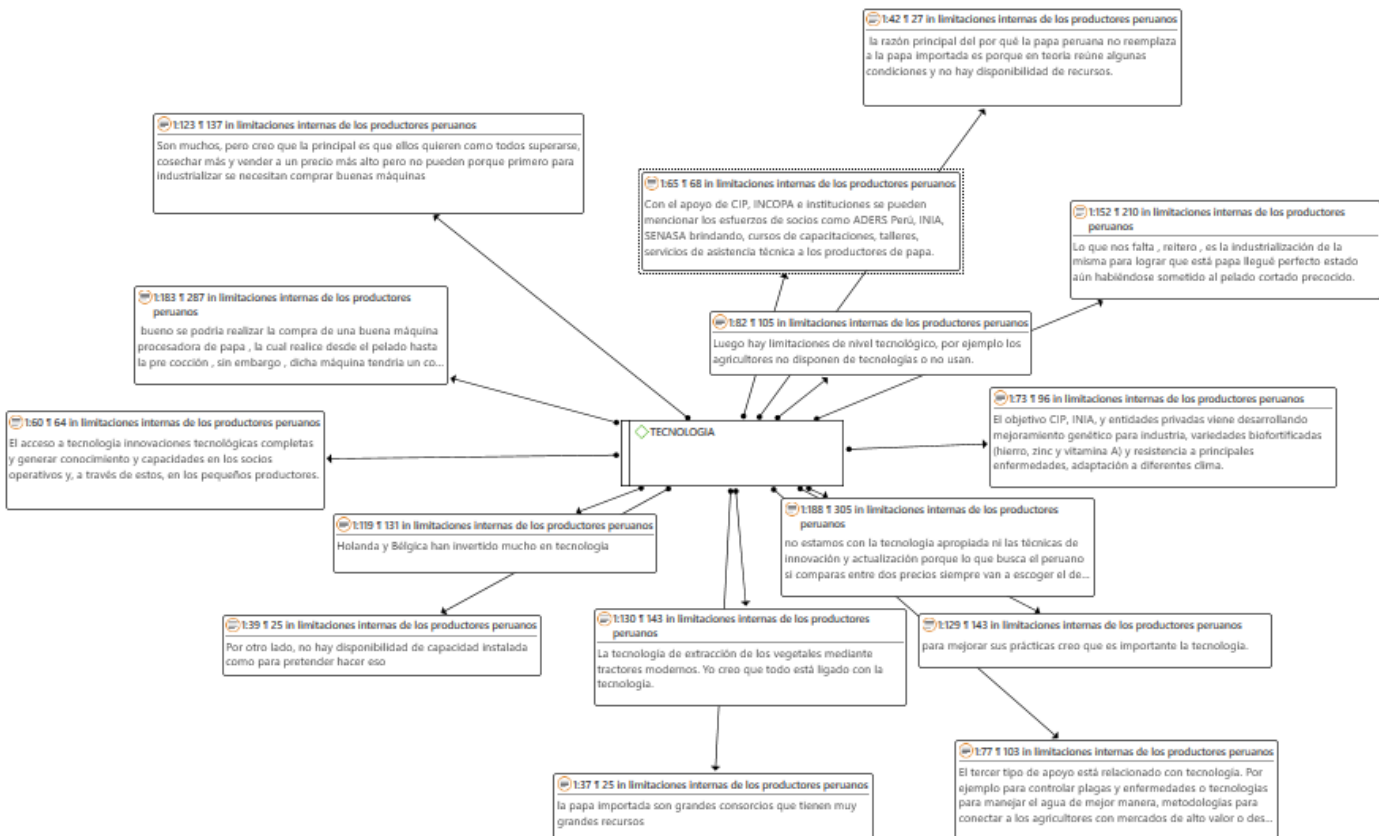 1:42 ¶ 27 in limitaciones internas de los productores peruanos
la razón principal del por qué la papa peruana no reemplaza
a la papa importada es porque en teoría reúne algunas
condiciones y no hay disponibilidad de recursos.
1:123 ¶ 137 in limitaciones internas de los productores peruanos
Son muchos, pero creo que la principal es que ellos quieren como todos superarse,
cosechar más y vender a un precio más alto pero no pueden porque primero para
industrializar se necesitan comprar buenas máquinas
1:65 ¶ 68 in limitaciones internas de los productores peruanos
Con el apoyo de CIP, INCOPA e instituciones se pueden
mencionar los esfuerzos de socios como ADERS Perú, INIA,
SENASA brindando, cursos de capacitaciones, talleres,
servicios de asistencia técnica a los productores de papa.
1:152 ¶ 210 in limitaciones internas de los productores
peruanos
Lo que nos falta , reitero , es la industrialización de la
misma para lograr que está papa llegué perfecto estado
aún habiéndose sometido al pelado cortado precocido.
1:183 ¶ 287 in limitaciones internas de los productores
peruanos
bueno se podria realizar la compra de una buena máquina
procesadora de papa , la cual realice desde el pelado hasta
la pre cocción , sin embargo , dicha máquina tendria un co...
1:82 ¶ 105 in limitaciones internas de los productores peruanos
Luego hay limitaciones de nivel tecnológico, por ejemplo los
agricultores no disponen de tecnologías o no usan.
1:73 ¶ 96 in limitaciones internas de los productores peruanos
El objetivo CIP, INIA, y entidades privadas viene desarrollando
mejoramiento genético para industria, variedades biofortificadas
(hierro, zinc y vitamina A) y resistencia a principales
enfermedades, adaptación a diferentes clima.
1:60 ¶ 64 in limitaciones internas de los productores peruanos
El acceso a tecnología innovaciones tecnológicas completas
y generar conocimiento y capacidades en los socios
operativos y, a través de estos, en los pequeños productores.
TECNOLOGIA
1:119 ¶ 131 in limitaciones internas de los productores peruanos
Holanda y Bélgica han invertido mucho en tecnología
1:188 ¶ 305 in limitaciones internas de los productores
peruanos
no estamos con la tecnología apropiada ni las técnicas de
innovación y actualización porque lo que busca el peruano
si comparas entre dos precios siempre van a escoger el de...
1:39 ¶ 25 in limitaciones internas de los productores peruanos
Por otro lado, no hay disponibilidad de capacidad instalada
como para pretender hacer eso
1:130 ¶ 143 in limitaciones internas de los productores
peruanos
La tecnología de extracción de los vegetales mediante
tractores modernos. Yo creo que todo está ligado con la
tecnología.
1:129 ¶ 143 in limitaciones internas de los productores peruanos
para mejorar sus prácticas creo que es importante la tecnología.
1:37 ¶ 25 in limitaciones internas de los productores peruanos
la papa importada son grandes consorcios que tienen muy
grandes recursos
1:77 ¶ 103 in limitaciones internas de los productores peruanos
El tercer tipo de apoyo está relacionado con tecnología. Por
ejemplo para controlar plagas y enfermedades o tecnologías
para manejar el agua de mejor manera, metodologías para
conectar a los agricultores con mercados de alto valor o des...